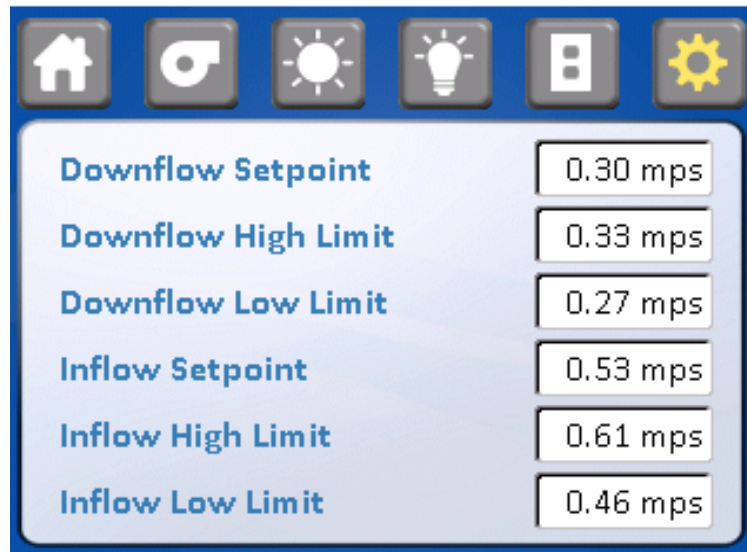 Downflow Setpoint 0.30 mps
Downflow High Limit 0.33 mps
Downflow Low Limit 0.27 mps
Inflow Setpoint 0.53 mps
Inflow High Limit 0.61 mps
Inflow Low Limit 0.46 mps